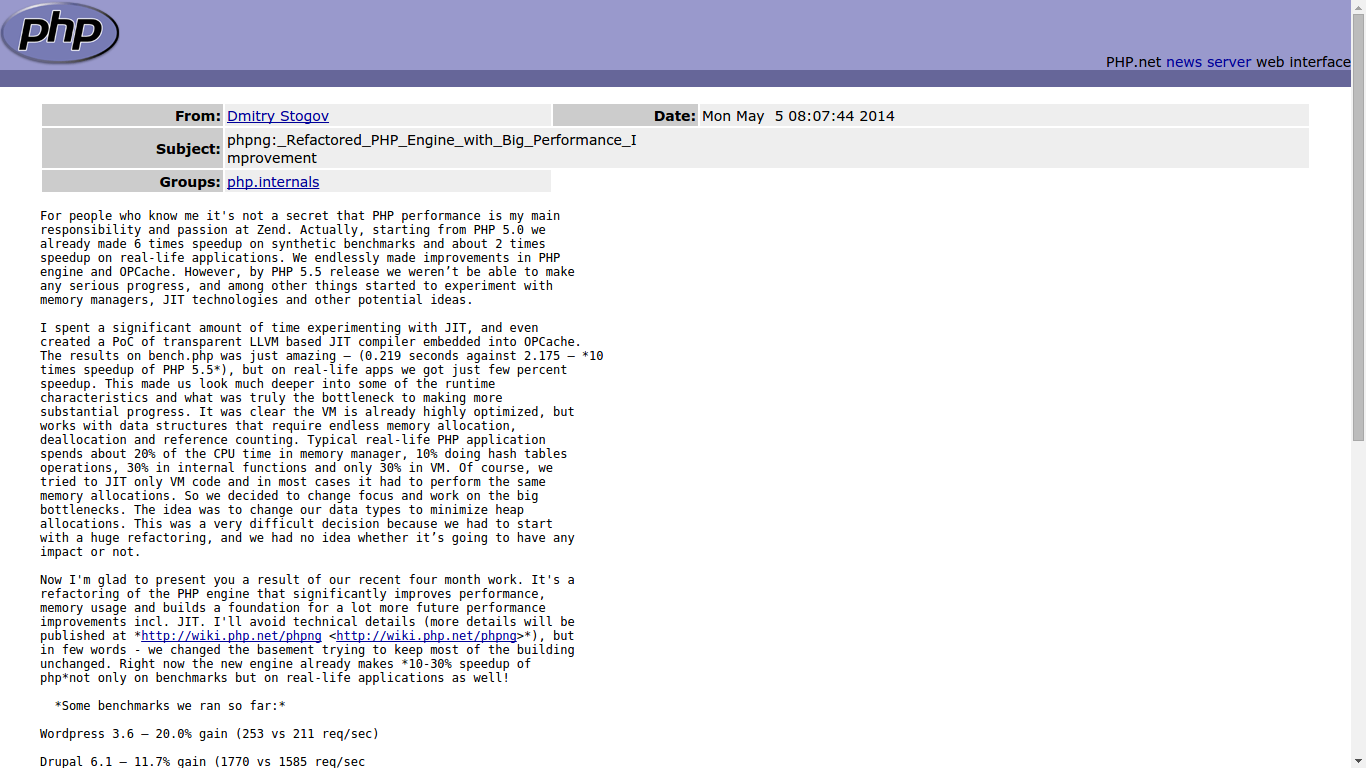 php
PHP.net news server web interface
From: Dmitry Stogov Date: Mon May  5 08:07:44 2014
Subject: phpng:_Refactored_PHP_Engine_with_Big_Performance_I
mprovement
Groups: php.internals
For people who know me it's not a secret that PHP performance is my main
responsibility and passion at Zend. Actually, starting from PHP 5.0 we
already made 6 times speedup on synthetic benchmarks and about 2 times
speedup on real-life applications. We endlessly made improvements in PHP
engine and OPCache. However, by PHP 5.5 release we weren’t be able to make
any serious progress, and among other things started to experiment with
memory managers, JIT technologies and other potential ideas.
I spent a significant amount of time experimenting with JIT, and even
created a PoC of transparent LLVM based JIT compiler embedded into OPCache.
The results on bench.php was just amazing – (0.219 seconds against 2.175 – *10
times speedup of PHP 5.5*), but on real-life apps we got just few percent
speedup. This made us look much deeper into some of the runtime
characteristics and what was truly the bottleneck to making more
substantial progress. It was clear the VM is already highly optimized, but
works with data structures that require endless memory allocation,
deallocation and reference counting. Typical real-life PHP application
spends about 20% of the CPU time in memory manager, 10% doing hash tables
operations, 30% in internal functions and only 30% in VM. Of course, we
tried to JIT only VM code and in most cases it had to perform the same
memory allocations. So we decided to change focus and work on the big
bottlenecks. The idea was to change our data types to minimize heap
allocations. This was a very difficult decision because we had to start
with a huge refactoring, and we had no idea whether it’s going to have any
impact or not.
Now I'm glad to present you a result of our recent four month work. It's a
refactoring of the PHP engine that significantly improves performance,
memory usage and builds a foundation for a lot more future performance
improvements incl. JIT. I'll avoid technical details (more details will be
published at *http://wiki.php.net/phpng <http://wiki.php.net/phpng>*), but
in few words - we changed the basement trying to keep most of the building
unchanged. Right now the new engine already makes *10-30% speedup of
php*not only on benchmarks but on real-life applications as well!
*Some benchmarks we ran so far:*
Wordpress 3.6 – 20.0% gain (253 vs 211 req/sec)
Drupal 6.1 – 11.7% gain (1770 vs 1585 req/sec